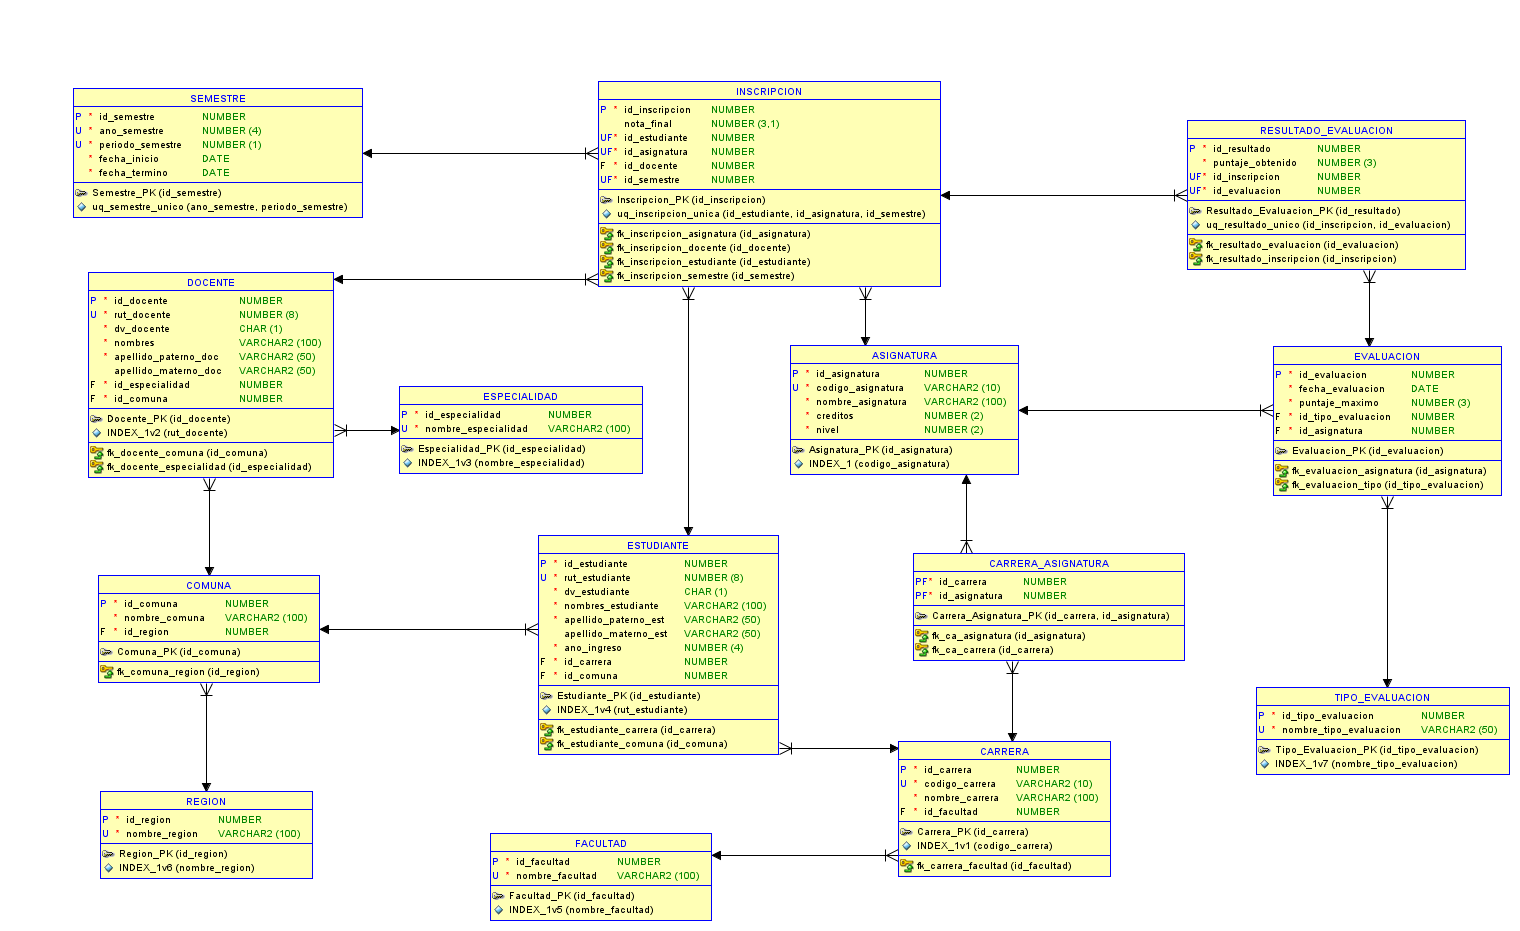 SEMESTRE
P * id_semestre NUMBER
U * ano_semestre NUMBER (4)
U * periodo_semestre NUMBER (1)
* fecha_inicio DATE
* fecha_termino DATE
Semestre_PK (id_semestre)
uq_semestre_unico (ano_semestre, periodo_semestre)
INSCRIPCION
P * id_inscripcion NUMBER
nota_final NUMBER (3,1)
UF* id_estudiante NUMBER
UF* id_asignatura NUMBER
F * id_docente NUMBER
UF* id_semestre NUMBER
Inscripcion_PK (id_inscripcion)
uq_inscripcion_unica (id_estudiante, id_asignatura, id_semestre)
fk_inscripcion_asignatura (id_asignatura)
fk_inscripcion_docente (id_docente)
fk_inscripcion_estudiante (id_estudiante)
fk_inscripcion_semestre (id_semestre)
RESULTADO_EVALUACION
P * id_resultado NUMBER
* puntaje_obtenido NUMBER (3)
UF* id_inscripcion NUMBER
UF* id_evaluacion NUMBER
Resultado_Evaluacion_PK (id_resultado)
uq_resultado_unico (id_inscripcion, id_evaluacion)
fk_resultado_evaluacion (id_evaluacion)
fk_resultado_inscripcion (id_inscripcion)
DOCENTE
P * id_docente NUMBER
U * rut_docente NUMBER (8)
* dv_docente CHAR (1)
* nombres VARCHAR2 (100)
* apellido_paterno_doc VARCHAR2 (50)
apellido_materno_doc VARCHAR2 (50)
F * id_especialidad NUMBER
F * id_comuna NUMBER
Docente_PK (id_docente)
INDEX_1v2 (rut_docente)
fk_docente_comuna (id_comuna)
fk_docente_especialidad (id_especialidad)
ESPECIALIDAD
P * id_especialidad NUMBER
U * nombre_especialidad VARCHAR2 (100)
Especialidad_PK (id_especialidad)
INDEX_1v3 (nombre_especialidad)
ASIGNATURA
P * id_asignatura NUMBER
U * codigo_asignatura VARCHAR2 (10)
* nombre_asignatura VARCHAR2 (100)
* creditos NUMBER (2)
* nivel NUMBER (2)
Asignatura_PK (id_asignatura)
INDEX_1 (codigo_asignatura)
EVALUACION
P * id_evaluacion NUMBER
* fecha_evaluacion DATE
* puntaje_maximo NUMBER (3)
F * id_tipo_evaluacion NUMBER
F * id_asignatura NUMBER
Evaluacion_PK (id_evaluacion)
fk_evaluacion_asignatura (id_asignatura)
fk_evaluacion_tipo (id_tipo_evaluacion)
COMUNA
P * id_comuna NUMBER
* nombre_comuna VARCHAR2 (100)
F * id_region NUMBER
Comuna_PK (id_comuna)
fk_comuna_region (id_region)
ESTUDIANTE
P * id_estudiante NUMBER
U * rut_estudiante NUMBER (8)
* dv_estudiante CHAR (1)
* nombres_estudiante VARCHAR2 (100)
* apellido_paterno_est VARCHAR2 (50)
apellido_materno_est VARCHAR2 (50)
* ano_ingreso NUMBER (4)
F * id_carrera NUMBER
F * id_comuna NUMBER
Estudiante_PK (id_estudiante)
INDEX_1v4 (rut_estudiante)
fk_estudiante_carrera (id_carrera)
fk_estudiante_comuna (id_comuna)
CARRERA_ASIGNATURA
PF* id_carrera NUMBER
PF* id_asignatura NUMBER
Carrera_Asignatura_PK (id_carrera, id_asignatura)
fk_ca_asignatura (id_asignatura)
fk_ca_carrera (id_carrera)
TIPO_EVALUACION
P * id_tipo_evaluacion NUMBER
U * nombre_tipo_evaluacion VARCHAR2 (50)
Tipo_Evaluacion_PK (id_tipo_evaluacion)
INDEX_1v7 (nombre_tipo_evaluacion)
REGION
P * id_region NUMBER
U * nombre_region VARCHAR2 (100)
Region_PK (id_region)
INDEX_1v6 (nombre_region)
CARRERA
P * id_carrera NUMBER
U * codigo_carrera VARCHAR2 (10)
* nombre_carrera VARCHAR2 (100)
F * id_facultad NUMBER
Carrera_PK (id_carrera)
INDEX_1v1 (codigo_carrera)
fk_carrera_facultad (id_facultad)
FACULTAD
P * id_facultad NUMBER
U * nombre_facultad VARCHAR2 (100)
Facultad_PK (id_facultad)
INDEX_1v5 (nombre_facultad)